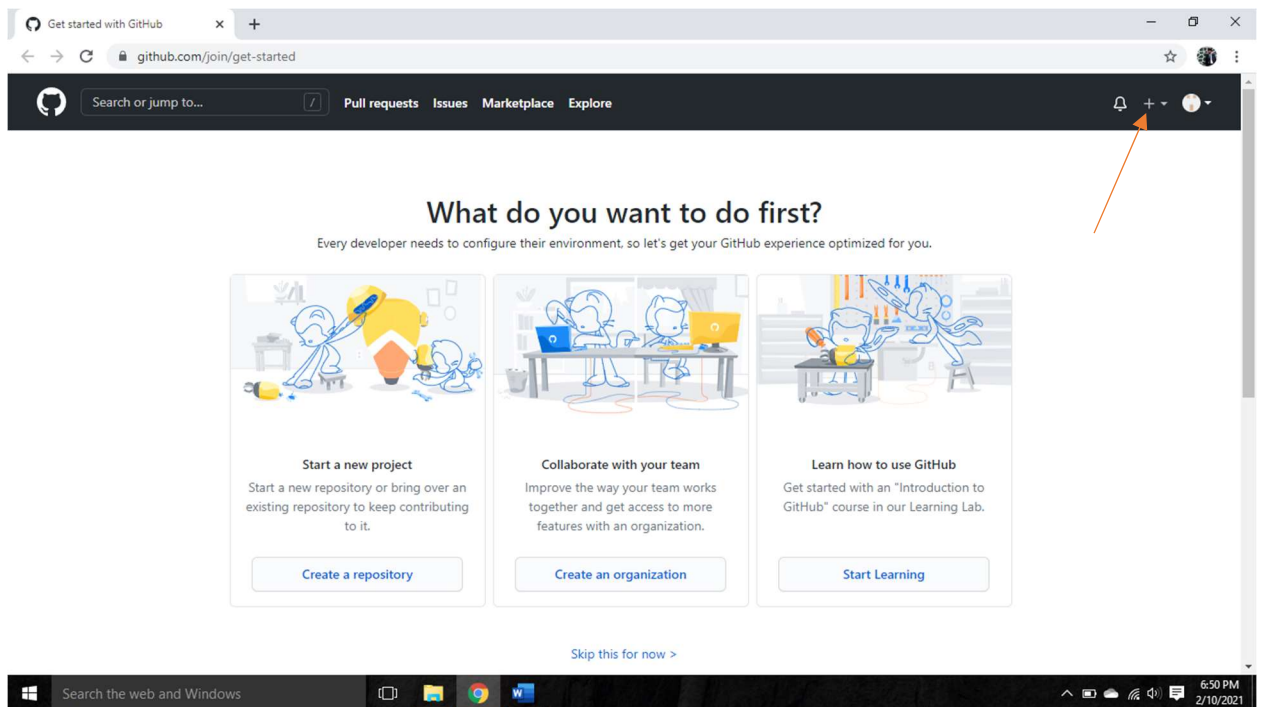 Get started with GitHub
github.com/join/get-started
Search or jump to...
/
Pull requests Issues Marketplace Explore
What do you want to do first?
Every developer needs to configure their environment, so let's get your GitHub experience optimized for you.
Start a new project
Start a new repository or bring over an
existing repository to keep contributing
to it.
Create a repository
Collaborate with your team
Improve the way your team works
together and get access to more
features with an organization.
Create an organization
Learn how to use GitHub
Get started with an "Introduction to
GitHub" course in our Learning Lab.
Start Learning
Skip this for now >
Search the web and Windows
6:50 PM
2/10/2021